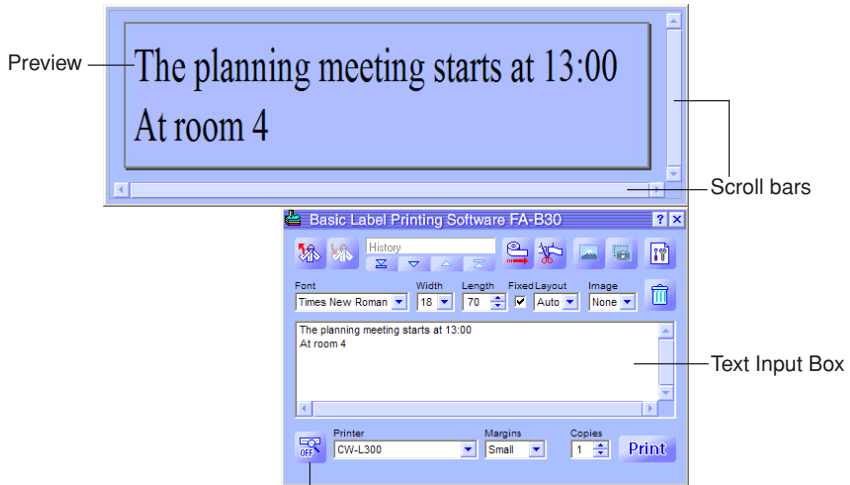 Preview
The planning meeting starts at 13:00
At room 4
Scroll bars
Basic Label Printing Software FA-B30
? ×
History
Font Width Length Fixed Layout Image
Times New Roman 18 70 Auto None
The planning meeting starts at 13:00
At room 4
Text Input Box
Printer Margins Copies
OFF CW-L300 Small 1 Print